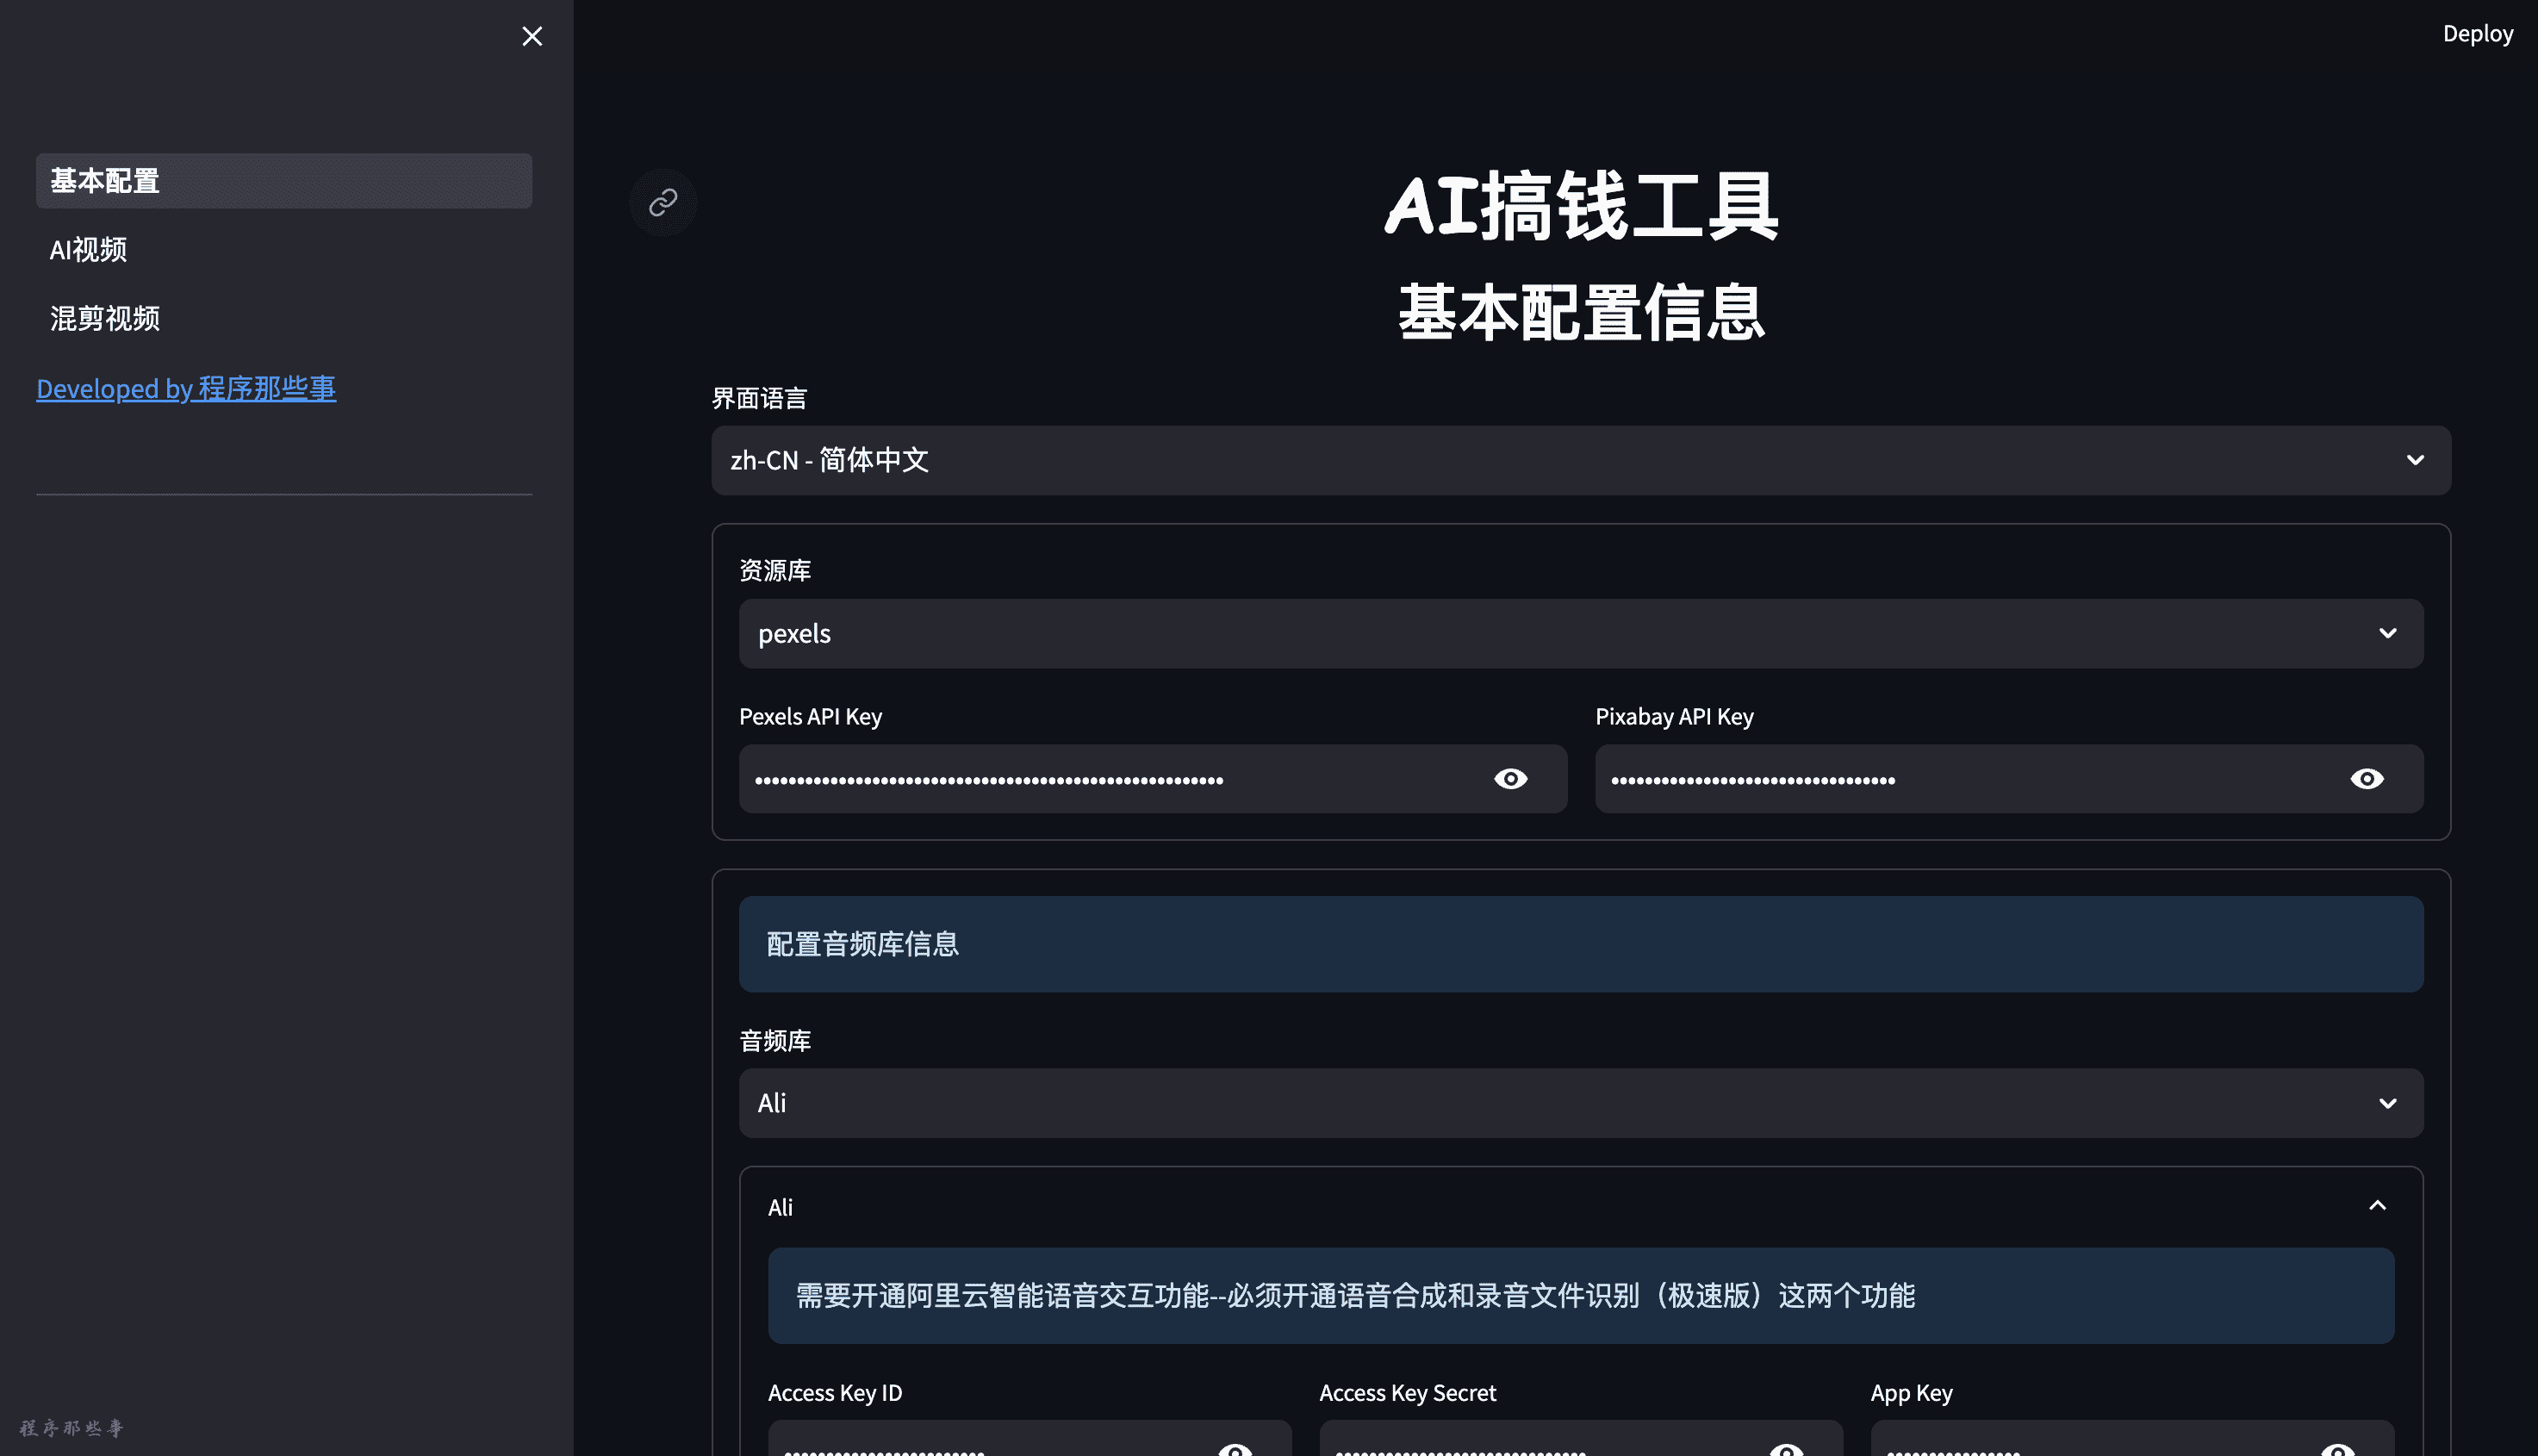 Deploy
基本配置
AI视频
混剪视频
Developed by 程序那些事
AI搞钱工具
基本配置信息
界面语言
zh-CN - 简体中文
资源库
pexels
Pexels API Key
Pixabay API Key
配置音频库信息
音频库
Ali
Ali
需要开通阿里云智能语音交互功能--必须开通语音合成和录音文件识别（极速版）这两个功能
Access Key ID
Access Key Secret
App Key
程序那些事